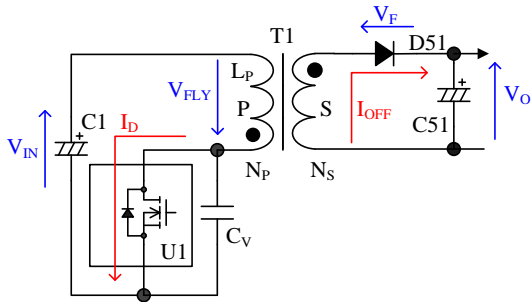 T1
V_F
D51
L_P
V_FLY
P
S
I_OFF
C51
V_O
C1
I_D
V_IN
N_P
N_S
U1
C_V
+
+